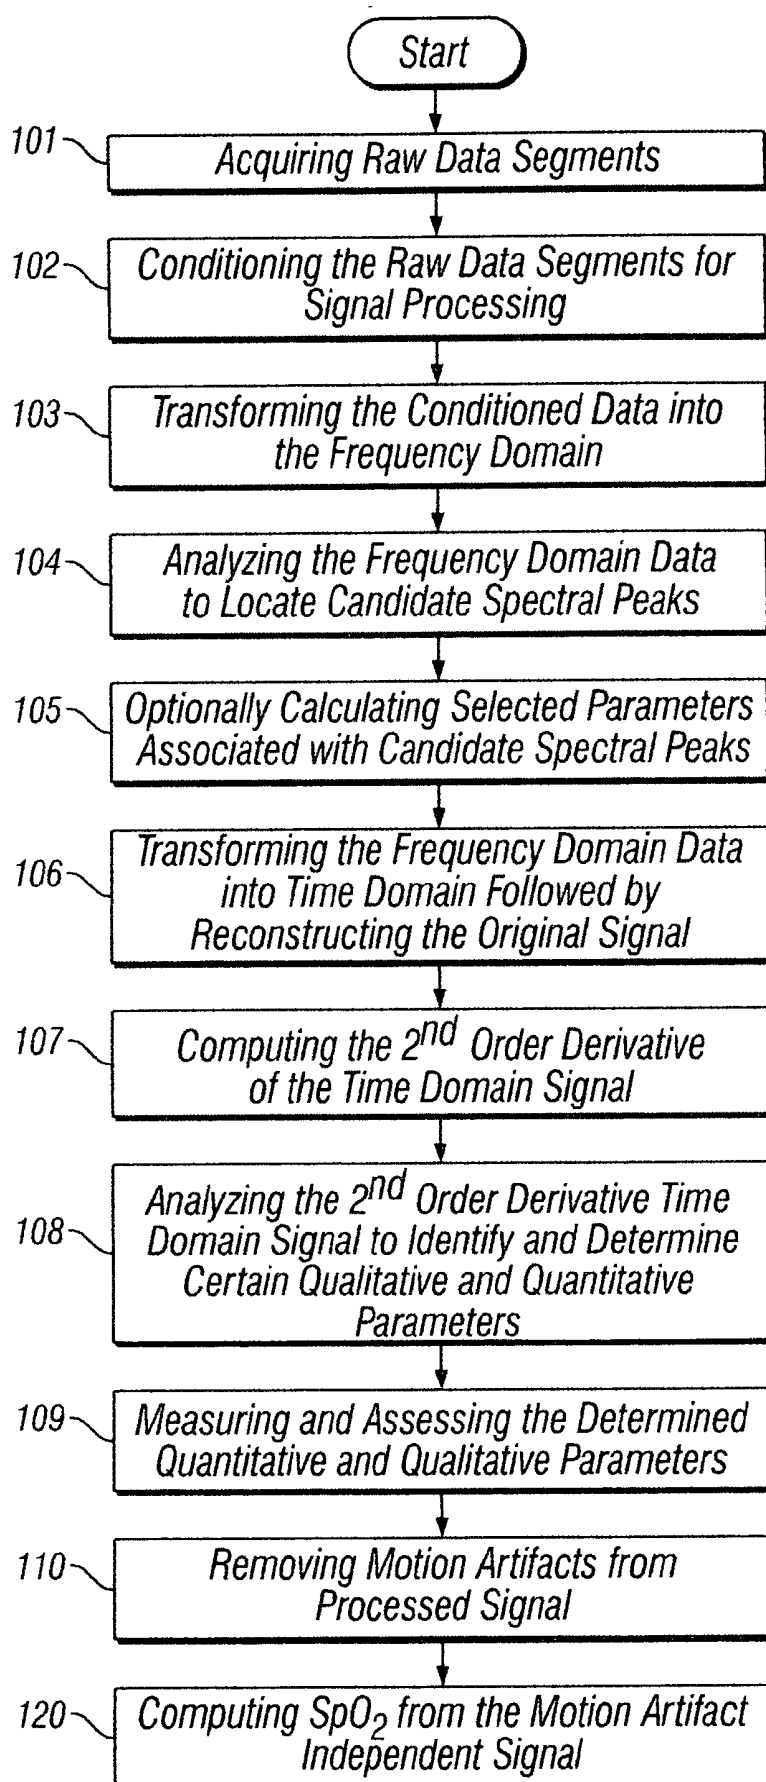 Start
101
Acquiring Raw Data Segments
102
Conditioning the Raw Data Segments for
Signal Processing
103
Transforming the Conditioned Data into
the Frequency Domain
104
Analyzing the Frequency Domain Data
to Locate Candidate Spectral Peaks
105
Optionally Calculating Selected Parameters
Associated with Candidate Spectral Peaks
106
Transforming the Frequency Domain Data
into Time Domain Followed by
Reconstructing the Original Signal
107
Computing the 2nd Order Derivative
of the Time Domain Signal
108
Analyzing the 2nd Order Derivative Time
Domain Signal to Identify and Determine
Certain Qualitative and Quantitative
Parameters
109
Measuring and Assessing the Determined
Quantitative and Qualitative Parameters
110
Removing Motion Artifacts from
Processed Signal
120
Computing SpO2 from the Motion Artifact
Independent Signal